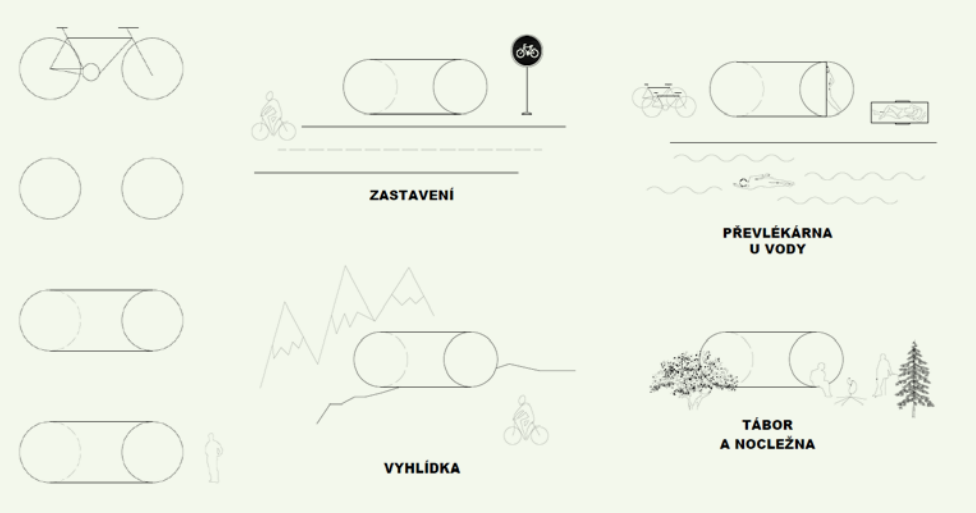 ZASTAVENÍ
PŘEVLÉKÁRNA
U VODY
VYHLÍDKA
TÁBOR
A NOCLEŽNA